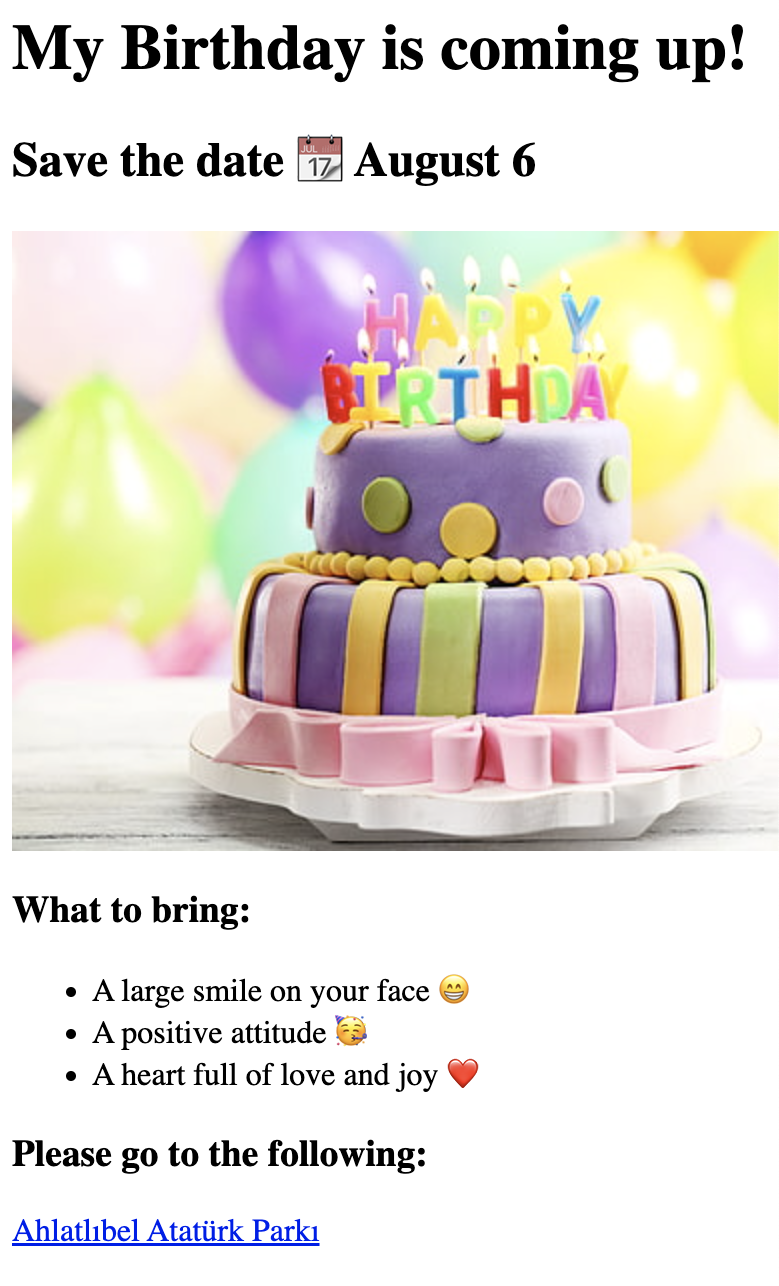 My Birthday is coming up!
Save the date 📅 August 6
HAPPY
BIRTHDAY
What to bring:
• A large smile on your face 😁
• A positive attitude 🥳
• A heart full of love and joy ❤️
Please go to the following:
Ahlatlıbel Atatürk Parkı